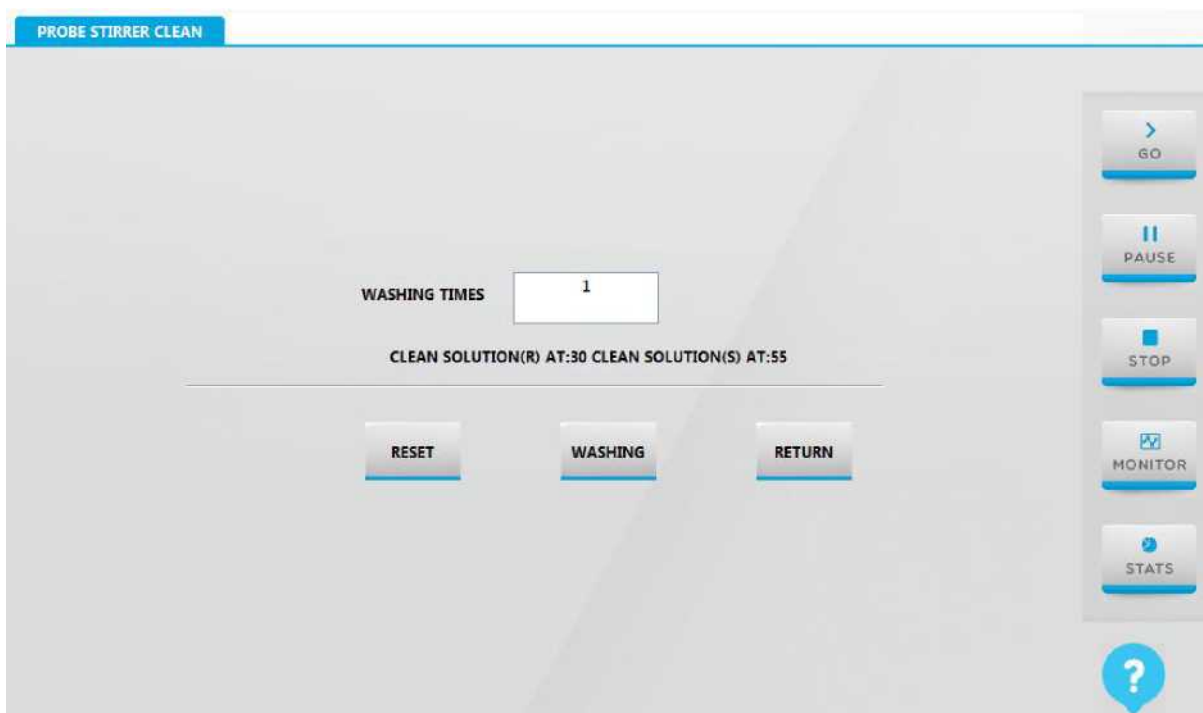 PROBE STIRRER CLEAN
GO
PAUSE
WASHING TIMES
1
CLEAN SOLUTION(R) AT:30 CLEAN SOLUTION(S) AT:55
STOP
RESET
WASHING
RETURN
MONITOR
STATS
?